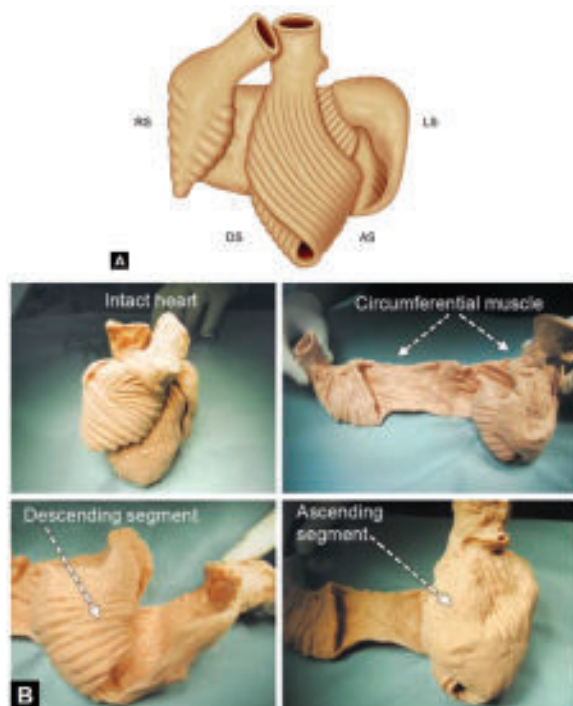 RS
LS
DS
AS
A
Intact heart
Circumferential muscle
Descending segment
Ascending
segment
B